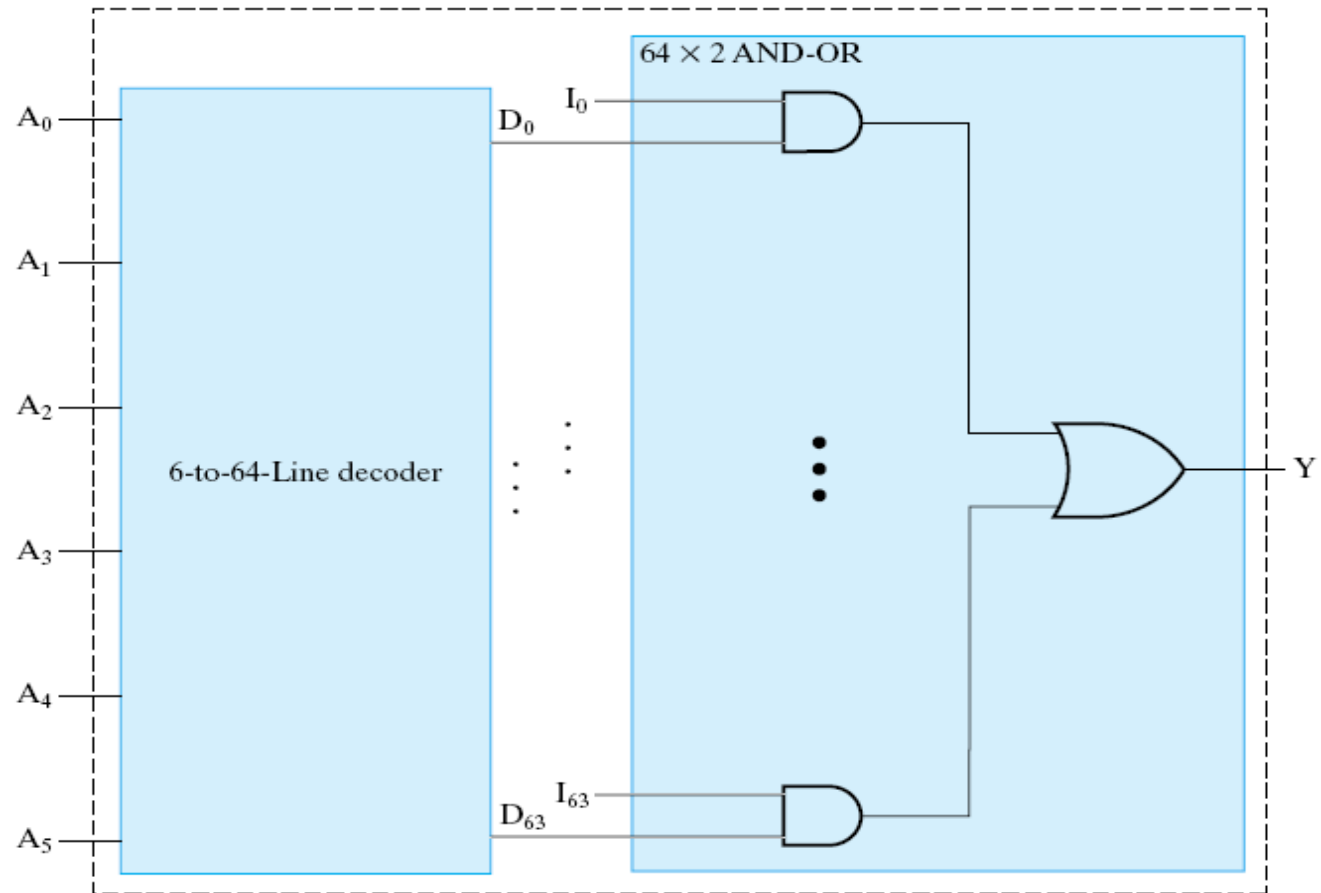 64 × 2 AND-OR
A₀
D₀
I₀
A₁
A₂
6-to-64-Line decoder
Y
A₃
A₄
I₆₃
D₆₃
A₅